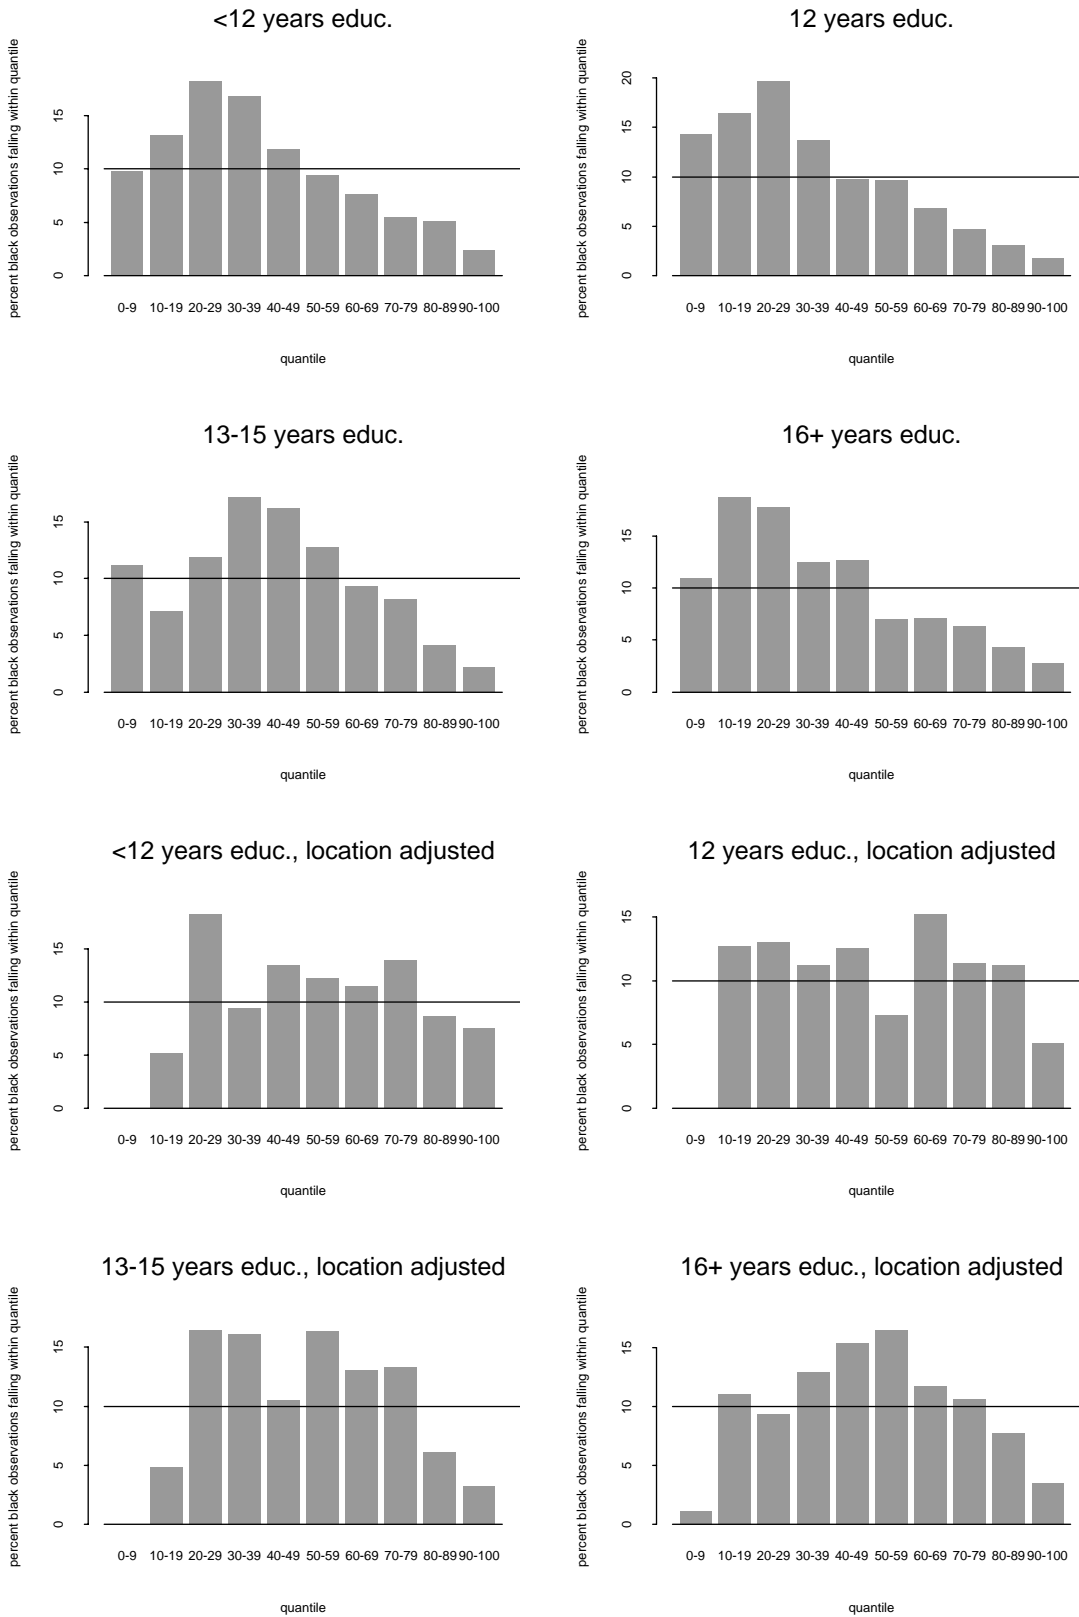 <12 years educ.
percent black observations falling within quantile
0 5 10 15
0-9 10-19 20-29 30-39 40-49 50-59 60-69 70-79 80-89 90-100
quantile
12 years educ.
percent black observations falling within quantile
0 5 10 15 20
0-9 10-19 20-29 30-39 40-49 50-59 60-69 70-79 80-89 90-100
quantile
13-15 years educ.
percent black observations falling within quantile
0 5 10 15
0-9 10-19 20-29 30-39 40-49 50-59 60-69 70-79 80-89 90-100
quantile
16+ years educ.
percent black observations falling within quantile
0 5 10 15
0-9 10-19 20-29 30-39 40-49 50-59 60-69 70-79 80-89 90-100
quantile
<12 years educ., location adjusted
percent black observations falling within quantile
0 5 10 15
0-9 10-19 20-29 30-39 40-49 50-59 60-69 70-79 80-89 90-100
quantile
12 years educ., location adjusted
percent black observations falling within quantile
0 5 10 15
0-9 10-19 20-29 30-39 40-49 50-59 60-69 70-79 80-89 90-100
quantile
13-15 years educ., location adjusted
percent black observations falling within quantile
0 5 10 15
0-9 10-19 20-29 30-39 40-49 50-59 60-69 70-79 80-89 90-100
quantile
16+ years educ., location adjusted
percent black observations falling within quantile
0 5 10 15
0-9 10-19 20-29 30-39 40-49 50-59 60-69 70-79 80-89 90-100
quantile